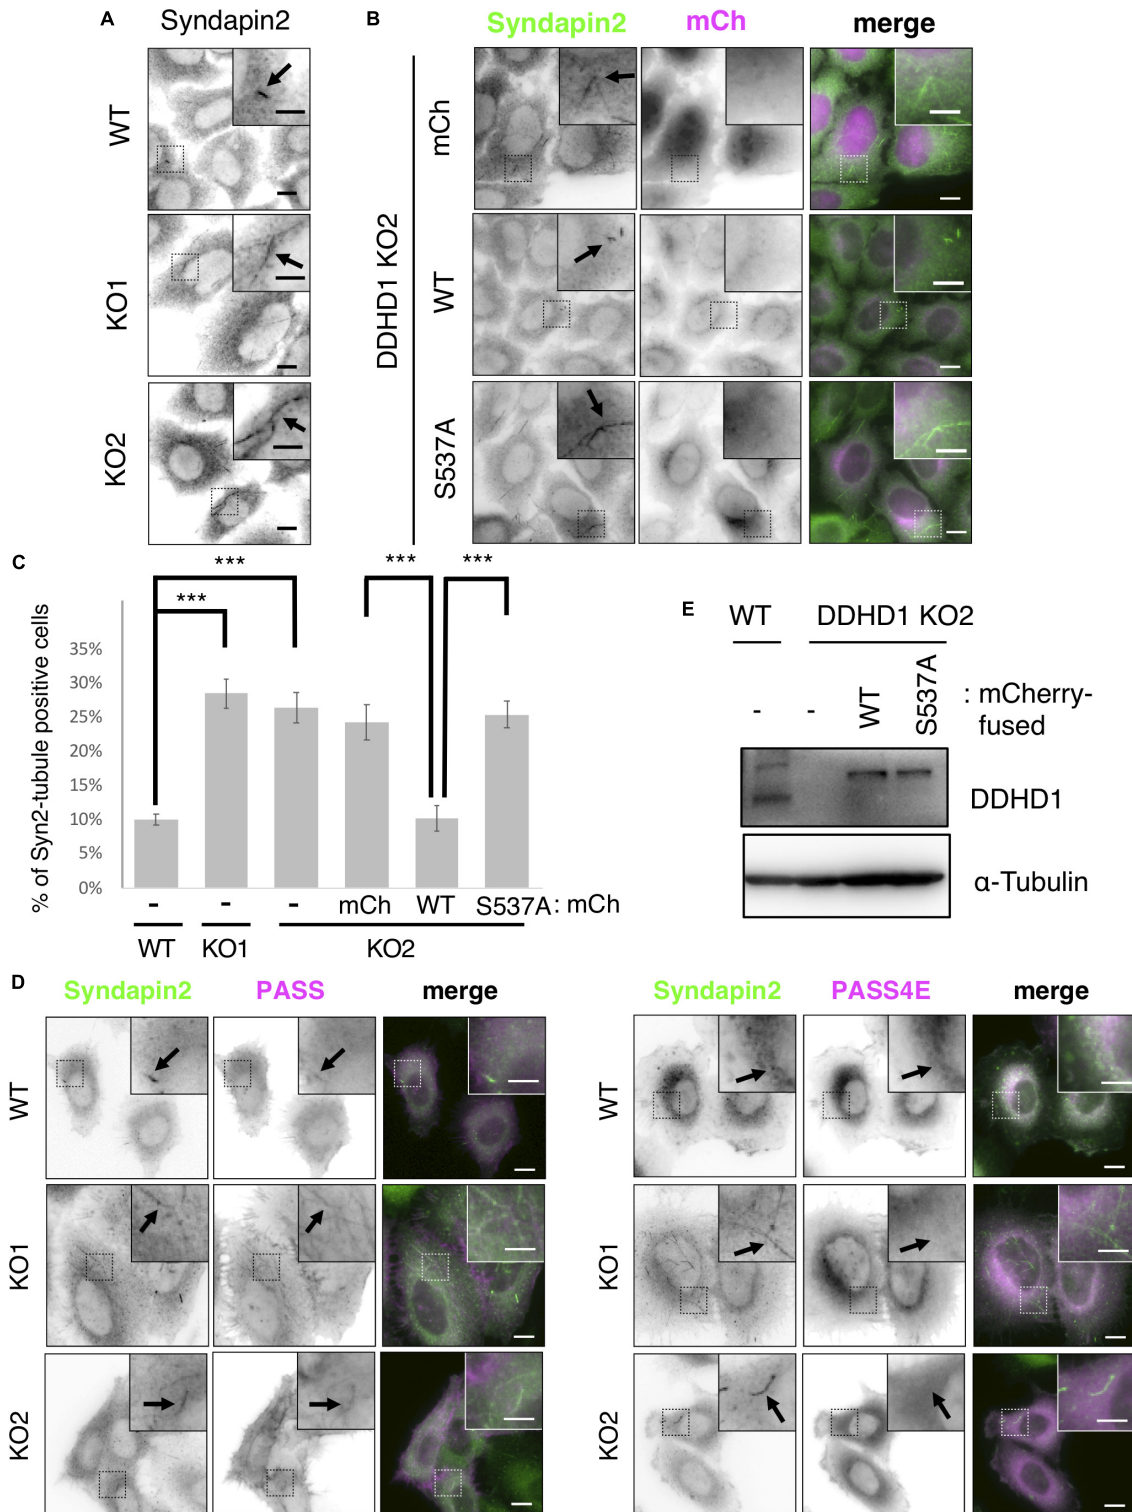 A Syndapin2
WT
KO1
KO2
B Syndapin2 mCh merge
DDHD1 KO2
mCh
WT
S537A
C
% of Syn2-tubule positive cells
*** *** *** ***
35%
30%
25%
20%
15%
10%
5%
0%
- - - mCh WT S537A : mCh
WT KO1 KO2
E WT DDHD1 KO2
- - WT S537A : mCherry-
fused
DDHD1
α-Tubulin
D
Syndapin2 PASS merge
WT
KO1
KO2
Syndapin2 PASS4E merge
WT
KO1
KO2